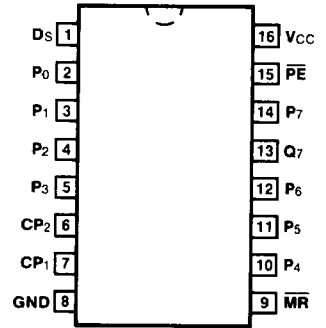 DS 1 16 VCC
P0 2 15 PE
P1 3 14 P7
P2 4 13 Q7
P3 5 12 P6
CP2 6 11 P5
CP1 7 10 P4
GND 8 9 MR